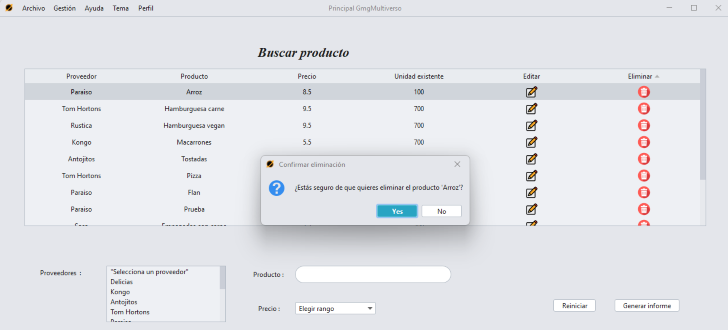 Principal GmgMultiverso
Archivo Gestión Ayuda Tema Perfil
Buscar producto
Proveedor Producto Precio Unidad existente Editar Eliminar
Paraiso Arroz 8.5 100
Tom Hortons Hamburguesa carne 9.5 700
Rustica Hamburguesa vegan 9.5 700
Kongo Macarrones 5.5 700
Antojitos Tostadas
Tom Hortons Pizza
Paraiso Flan
Paraiso Prueba
Confirmar eliminación
¿Estás seguro de que quieres eliminar el producto 'Arroz'?
Yes No
Proveedores :
"Selecciona un proveedor"
Delicias
Kongo
Antojitos
Tom Hortons
Paraiso
Producto :
Precio : Elegir rango
Reiniciar Generar informe